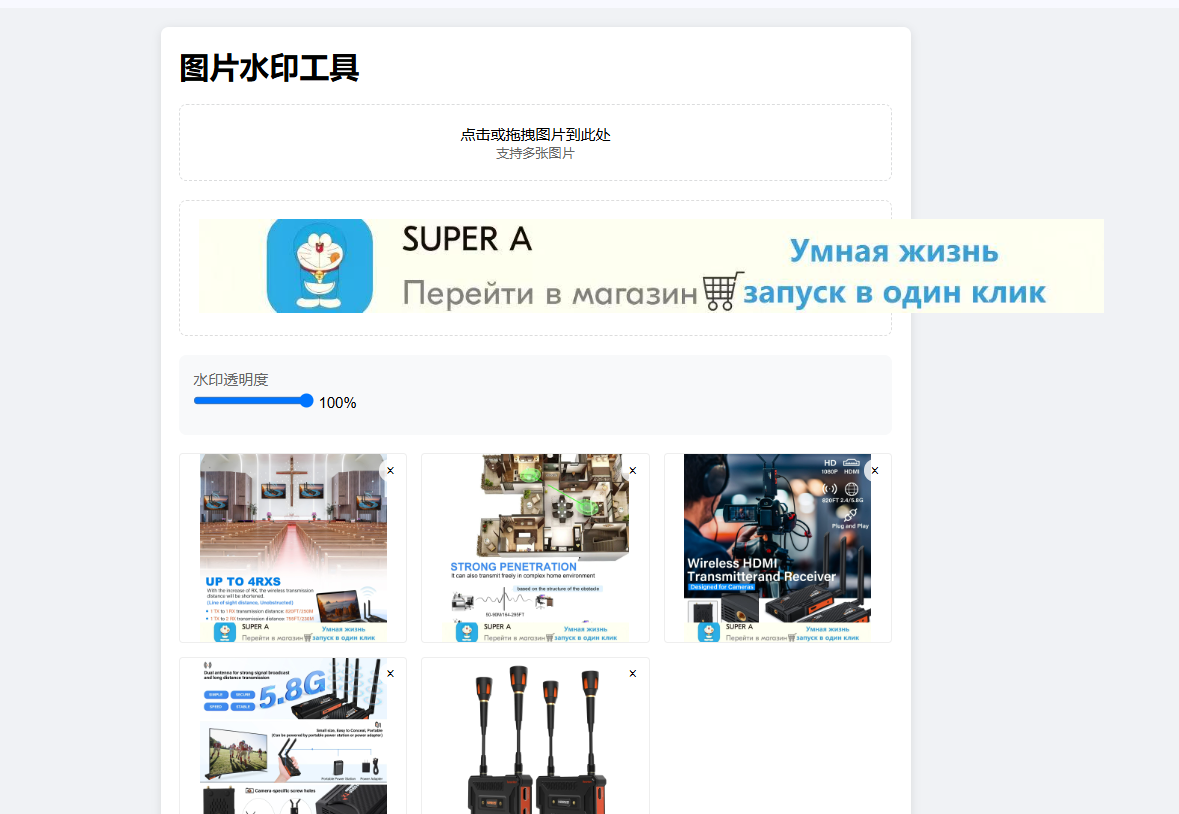 图片水印工具
点击或拖拽图片到此处
支持多张图片
SUPER A
Перейти в магазин
Умная жизнь
запуск в один клик
水印透明度
100%
×
UP TO 4RXS
With the increase of RX, the wireless transmission
distance will be shortened.
(Line of sight distance, Unobstructed)
SUPER A
Перейти в магазин
Умная жизнь
запуск в один клик
×
STRONG PENETRATION
It can also transmit freely in complex home environment
based on the structure of the obstacle
SUPER A
Перейти в магазин
Умная жизнь
запуск в один клик
×
HD
1080P
HDMI
820FT 2.4/5.8G
Plug and Play
Wireless HDMI
Transmitterand Receiver
Designed for Cameras
SUPER A
Перейти в магазин
Умная жизнь
запуск в один клик
×
Dual antenna for strong signal broadcast
and long distance transmission
5.8G
Small size, Easy to Conceal, Portable
(Can be powered by portable power station or power adapter)
Portable Power Station
Power Adapter
Camera-specific screw holes
×